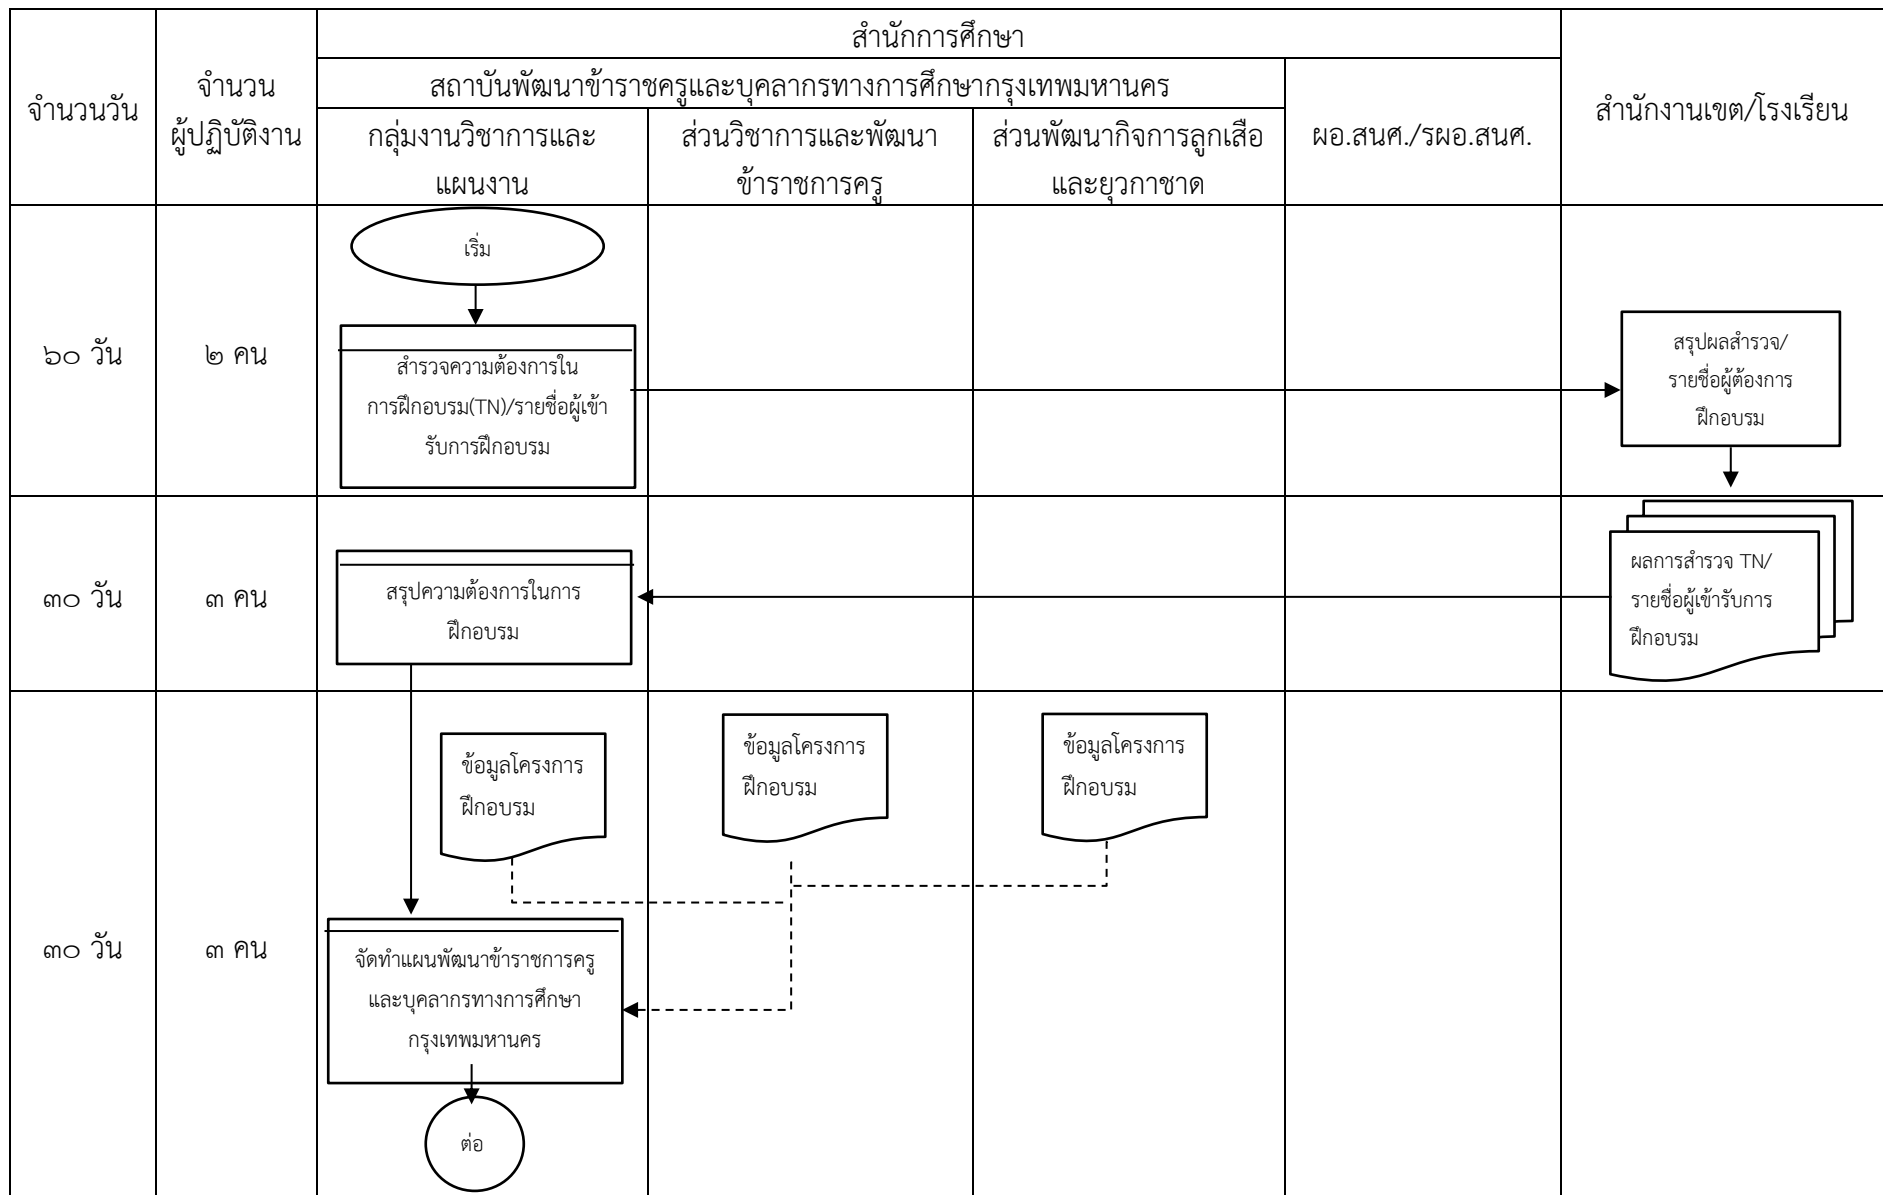 สำนักการศึกษา
สถาบันพัฒนาข้าราชครูและบุคลากรทางการศึกษากรุงเทพมหานคร
จำนวนวัน
จำนวน
ผู้ปฏิบัติงาน
กลุ่มงานวิชาการและ
แผนงาน
ส่วนวิชาการและพัฒนา
ข้าราชการครู
ส่วนพัฒนากิจการลูกเสือ
และยุวกาชาด
ผอ.สนศ./รผอ.สนศ.
สำนักงานเขต/โรงเรียน
เริ่ม
๖๐ วัน
๒ คน
สำรวจความต้องการใน
การฝึกอบรม(TN)/รายชื่อผู้เข้า
รับการฝึกอบรม
สรุปผลสำรวจ/
รายชื่อผู้ต้องการ
ฝึกอบรม
๓๐ วัน
๓ คน
สรุปความต้องการในการ
ฝึกอบรม
ผลการสำรวจ TN/
รายชื่อผู้เข้ารับการ
ฝึกอบรม
๓๐ วัน
๓ คน
ข้อมูลโครงการ
ฝึกอบรม
ข้อมูลโครงการ
ฝึกอบรม
ข้อมูลโครงการ
ฝึกอบรม
จัดทำแผนพัฒนาข้าราชการครู
และบุคลากรทางการศึกษา
กรุงเทพมหานคร
ต่อ